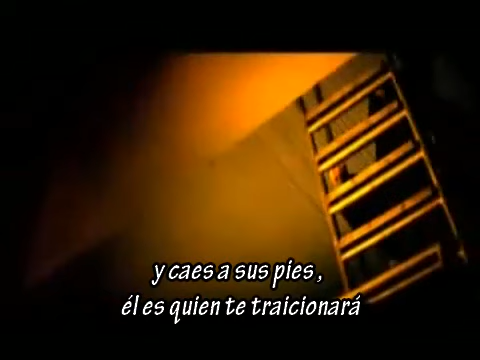 y caes a sus pies,
él es quien te traicionará